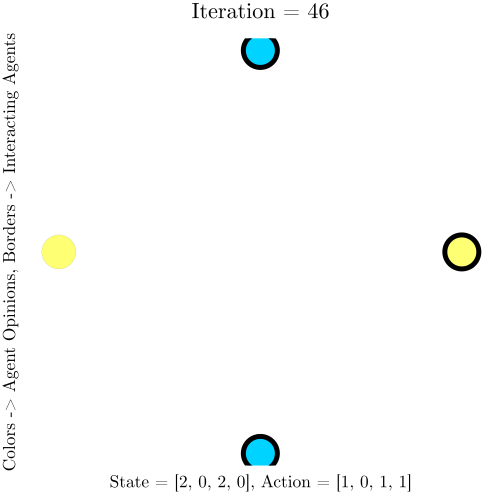 Iteration = 46
Colors -> Agent Opinions, Borders -> Interacting Agents
State = [2, 0, 2, 0], Action = [1, 0, 1, 1]